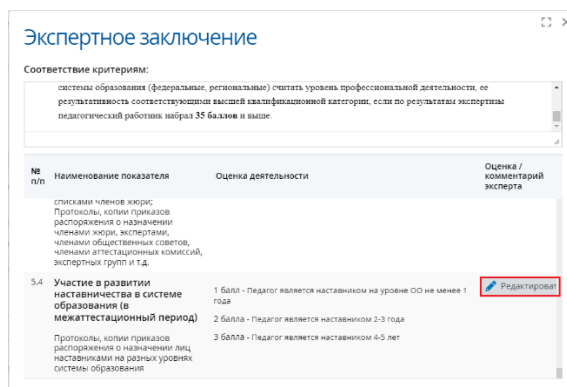 Экспертное заключение
Соответствие критериям:
системы образования (федеральные, региональные) считать уровень профессиональной деятельности, ее
результативность соответствующими высшей квалификационной категории, если по результатам экспертизы
педагогический работник набрал 35 баллов и выше.
№ п/п
Наименование показателя
Оценка деятельности
Оценка /
комментарий
эксперта
списками членов жюри;
Протоколы, копии приказов
распоряжения о назначении
членами жюри, экспертами,
членами общественных советов,
членами аттестационных комиссий,
экспертных групп и т.д.
5.4
Участие в развитии
наставничества в системе
образования (в
межаттестационный период)
Протоколы, копии приказов
распоряжения о назначении лиц
наставниками на разных уровнях
системы образования
1 балл - Педагог является наставником на уровне ОО не менее 1
года
2 балла - Педагог является наставником 2-3 года
3 балла - Педагог является наставником 4-5 лет
Редактироват